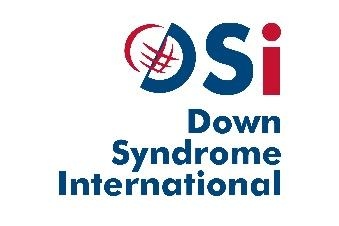 DSi
Down
Syndrome
International